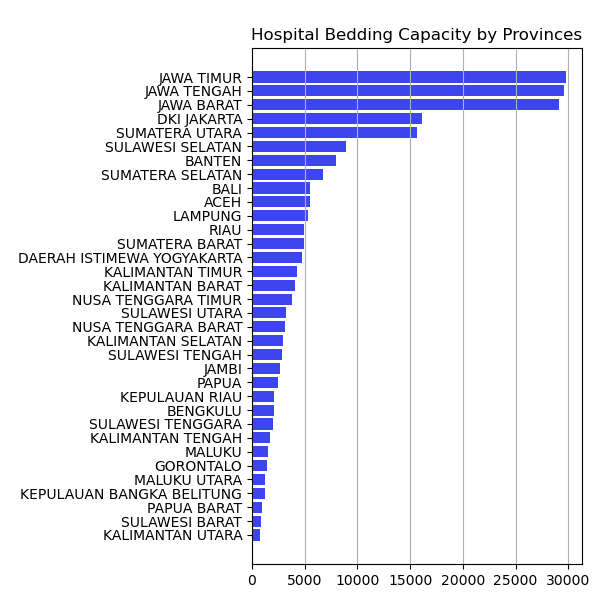 Hospital Bedding Capacity by Provinces
JAWA TIMUR
JAWA TENGAH
JAWA BARAT
DKI JAKARTA
SUMATERA UTARA
SULAWESI SELATAN
BANTEN
SUMATERA SELATAN
BALI
ACEH
LAMPUNG
RIAU
SUMATERA BARAT
DAERAH ISTIMEWA YOGYAKARTA
KALIMANTAN TIMUR
KALIMANTAN BARAT
NUSA TENGGARA TIMUR
SULAWESI UTARA
NUSA TENGGARA BARAT
KALIMANTAN SELATAN
SULAWESI TENGAH
JAMBI
PAPUA
KEPULAUAN RIAU
BENGKULU
SULAWESI TENGGARA
KALIMANTAN TENGAH
MALUKU
GORONTALO
MALUKU UTARA
KEPULAUAN BANGKA BELITUNG
PAPUA BARAT
SULAWESI BARAT
KALIMANTAN UTARA
0 5000 10000 15000 20000 25000 30000